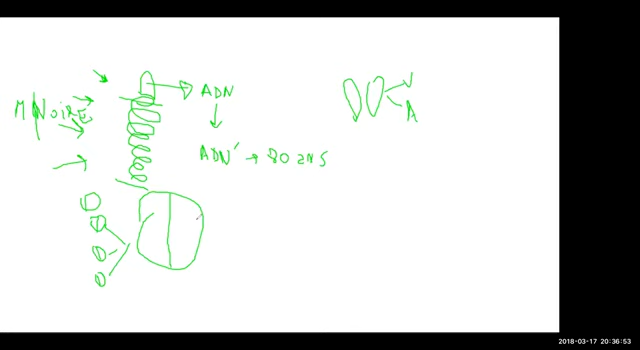 ADN
M Noire
ADN' → 80 ans
V
A
2018-03-17 20:36:53